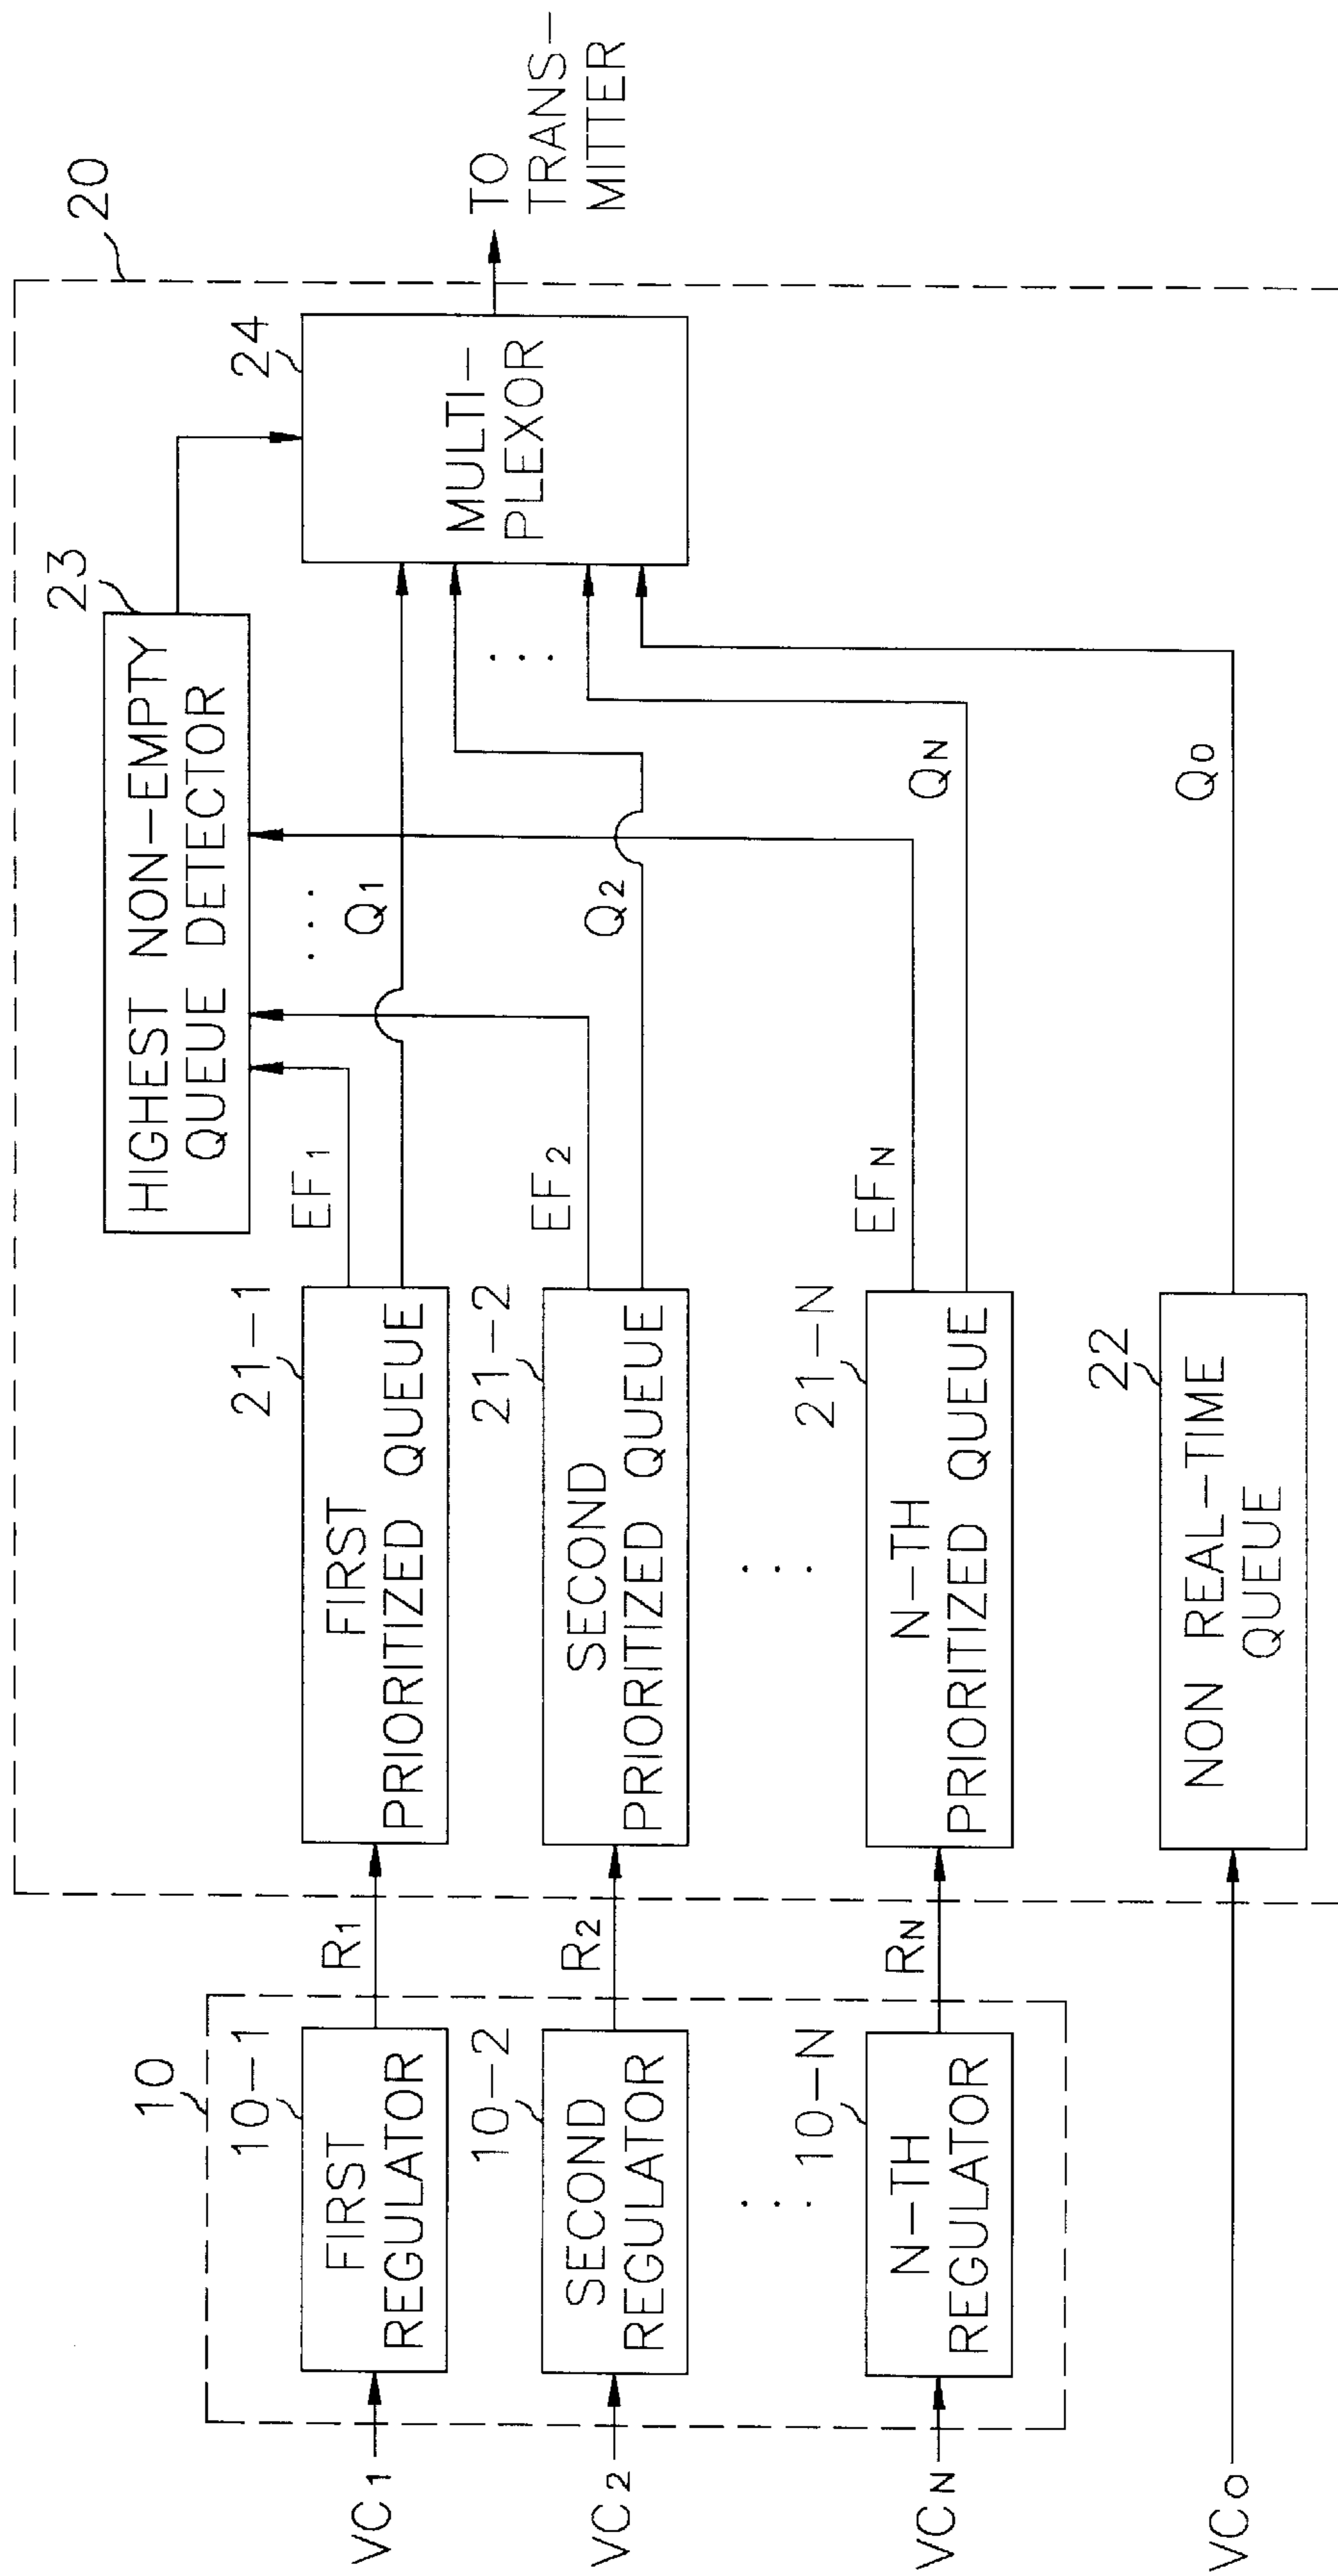 20
23
HIGHEST NON-EMPTY
QUEUE DETECTOR
24
MULTI-
PLEXOR
TO
TRANS-
MITTER
10
10-1
FIRST
REGULATOR
VC1
R1
21-1
FIRST
PRIORITIZED QUEUE
EF1
Q1
...
10-2
SECOND
REGULATOR
VC2
R2
21-2
SECOND
PRIORITIZED QUEUE
EF2
Q2
...
...
...
10-N
N-TH
REGULATOR
VCN
RN
21-N
N-TH
PRIORITIZED QUEUE
EFN
QN
VC0
22
NON REAL-TIME
QUEUE
Q0